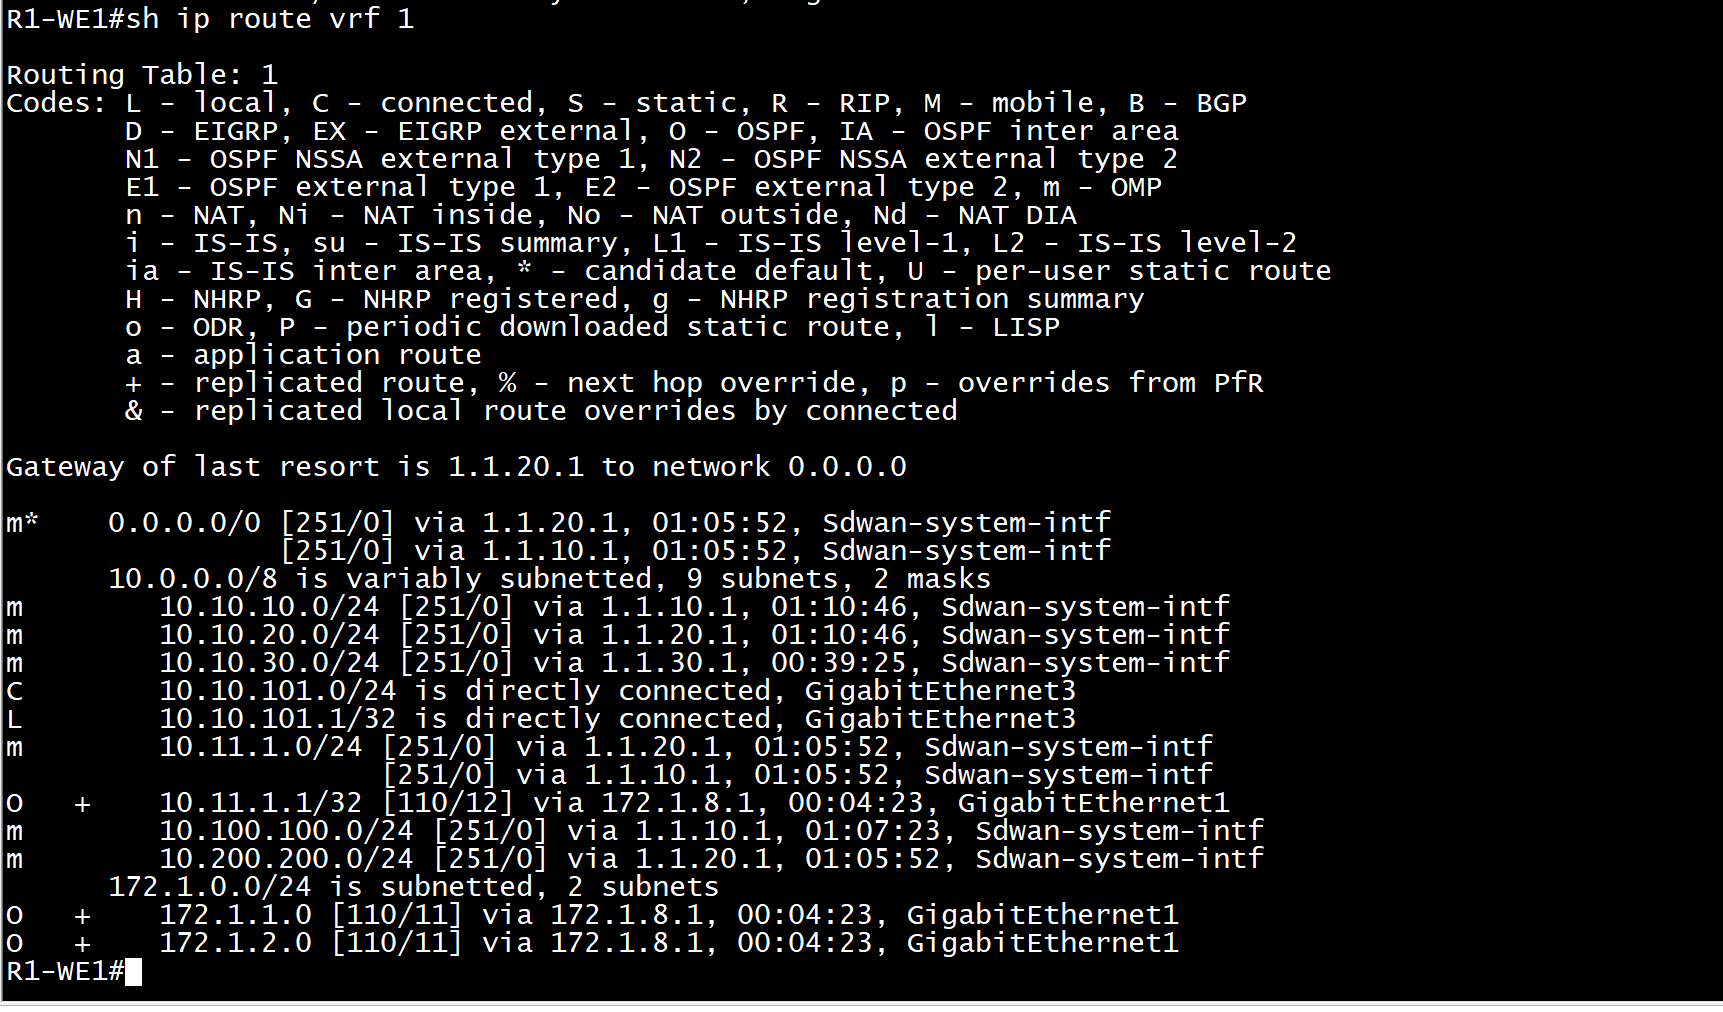 R1-WE1#sh ip route vrf 1
Routing Table: 1
Codes: L - local, C - connected, S - static, R - RIP, M - mobile, B - BGP
       D - EIGRP, EX - EIGRP external, O - OSPF, IA - OSPF inter area
       N1 - OSPF NSSA external type 1, N2 - OSPF NSSA external type 2
       E1 - OSPF external type 1, E2 - OSPF external type 2, m - OMP
       n - NAT, Ni - NAT inside, No - NAT outside, Nd - NAT DIA
       i - IS-IS, su - IS-IS summary, L1 - IS-IS level-1, L2 - IS-IS level-2
       ia - IS-IS inter area, * - candidate default, U - per-user static route
       H - NHRP, G - NHRP registered, g - NHRP registration summary
       o - ODR, P - periodic downloaded static route, l - LISP
       a - application route
       + - replicated route, % - next hop override, p - overrides from PfR
       & - replicated local route overrides by connected
Gateway of last resort is 1.1.20.1 to network 0.0.0.0
m*    0.0.0.0/0 [251/0] via 1.1.20.1, 01:05:52, Sdwan-system-intf
                [251/0] via 1.1.10.1, 01:05:52, Sdwan-system-intf
      10.0.0.0/8 is variably subnetted, 9 subnets, 2 masks
m        10.10.10.0/24 [251/0] via 1.1.10.1, 01:10:46, Sdwan-system-intf
m        10.10.20.0/24 [251/0] via 1.1.20.1, 01:10:46, Sdwan-system-intf
m        10.10.30.0/24 [251/0] via 1.1.30.1, 00:39:25, Sdwan-system-intf
C        10.10.101.0/24 is directly connected, GigabitEthernet3
L        10.10.101.1/32 is directly connected, GigabitEthernet3
m        10.11.1.0/24 [251/0] via 1.1.20.1, 01:05:52, Sdwan-system-intf
                      [251/0] via 1.1.10.1, 01:05:52, Sdwan-system-intf
O   +    10.11.1.1/32 [110/12] via 172.1.8.1, 00:04:23, GigabitEthernet1
m        10.100.100.0/24 [251/0] via 1.1.10.1, 01:07:23, Sdwan-system-intf
m        10.200.200.0/24 [251/0] via 1.1.20.1, 01:05:52, Sdwan-system-intf
      172.1.0.0/24 is subnetted, 2 subnets
O   +    172.1.1.0 [110/11] via 172.1.8.1, 00:04:23, GigabitEthernet1
O   +    172.1.2.0 [110/11] via 172.1.8.1, 00:04:23, GigabitEthernet1
R1-WE1#